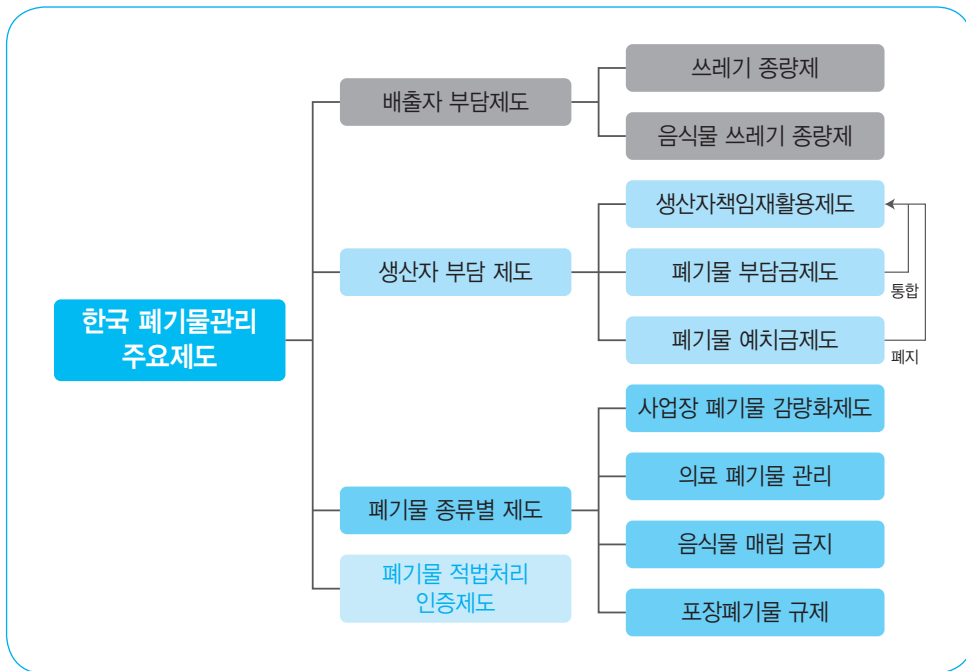 한국 폐기물관리
주요제도
배출자 부담제도
쓰레기 종량제
음식물 쓰레기 종량제
생산자 부담 제도
생산자책임재활용제도
폐기물 부담금제도
통합
폐기물 예치금제도
폐지
폐기물 종류별 제도
사업장 폐기물 감량화제도
의료 폐기물 관리
음식물 매립 금지
포장폐기물 규제
폐기물 적법처리
인증제도